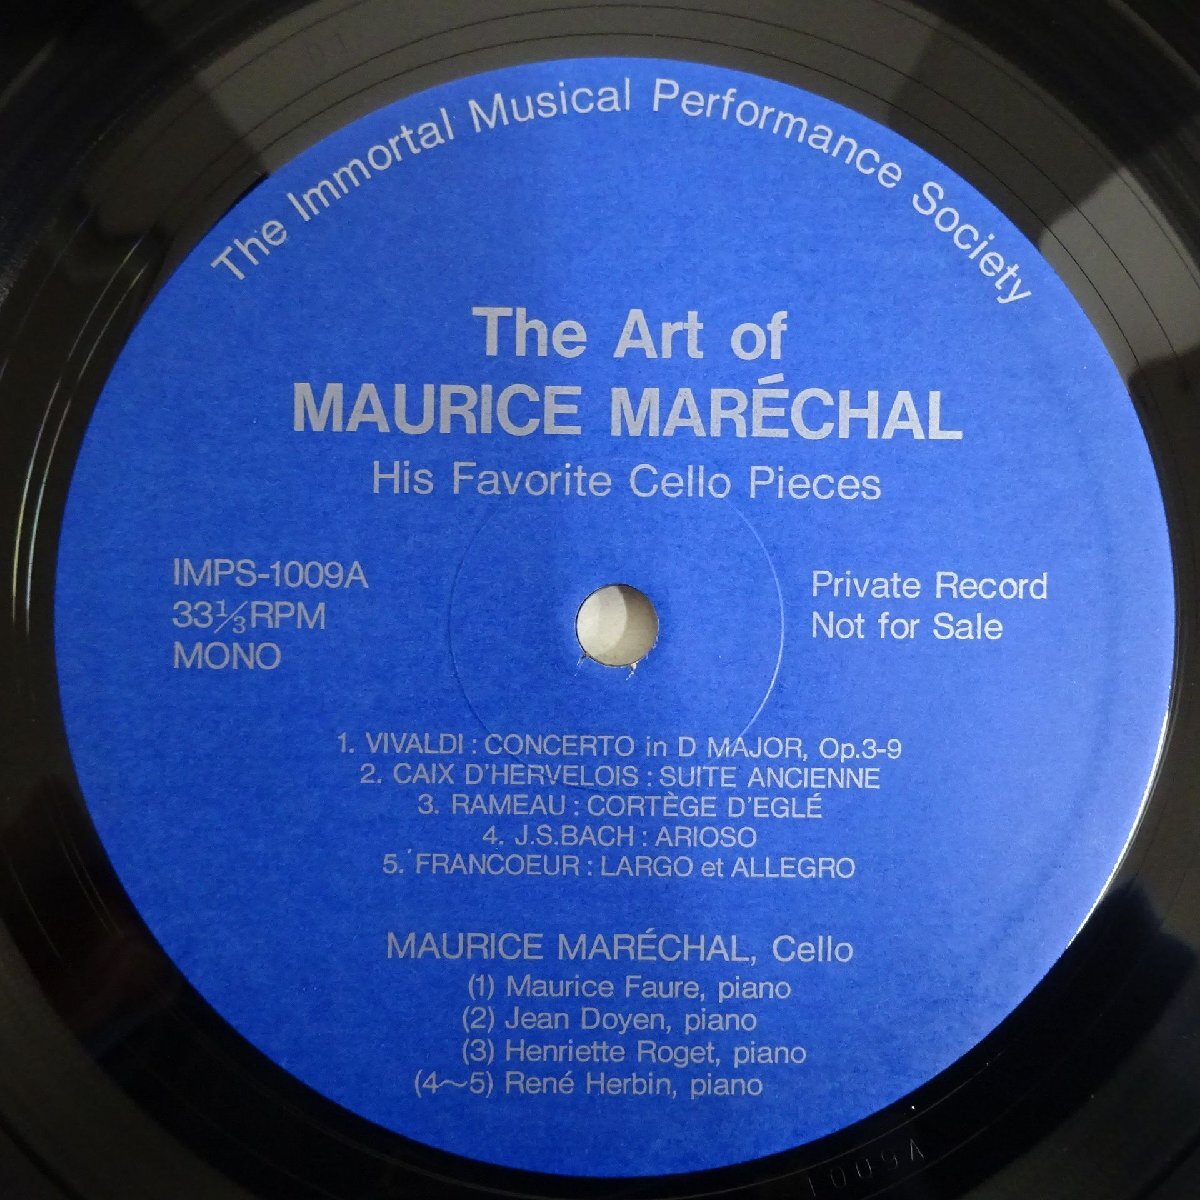 The Immortal Musical Performance Society
The Art of
MAURICE MARÉCHAL
His Favorite Cello Pieces
IMPS-1009A
33⅓RPM
MONO
Private Record
Not for Sale
1. VIVALDI : CONCERTO in D MAJOR, Op.3-9
2. CAIX D'HERVELOIS : SUITE ANCIENNE
3. RAMEAU : CORTÈGE D'EGLÉ
4. J.S.BACH : ARIOSO
5. FRANCOEUR : LARGO et ALLEGRO
MAURICE MARÉCHAL, Cello
(1) Maurice Faure, piano
(2) Jean Doyen, piano
(3) Henriette Roget, piano
(4～5) René Herbin, piano